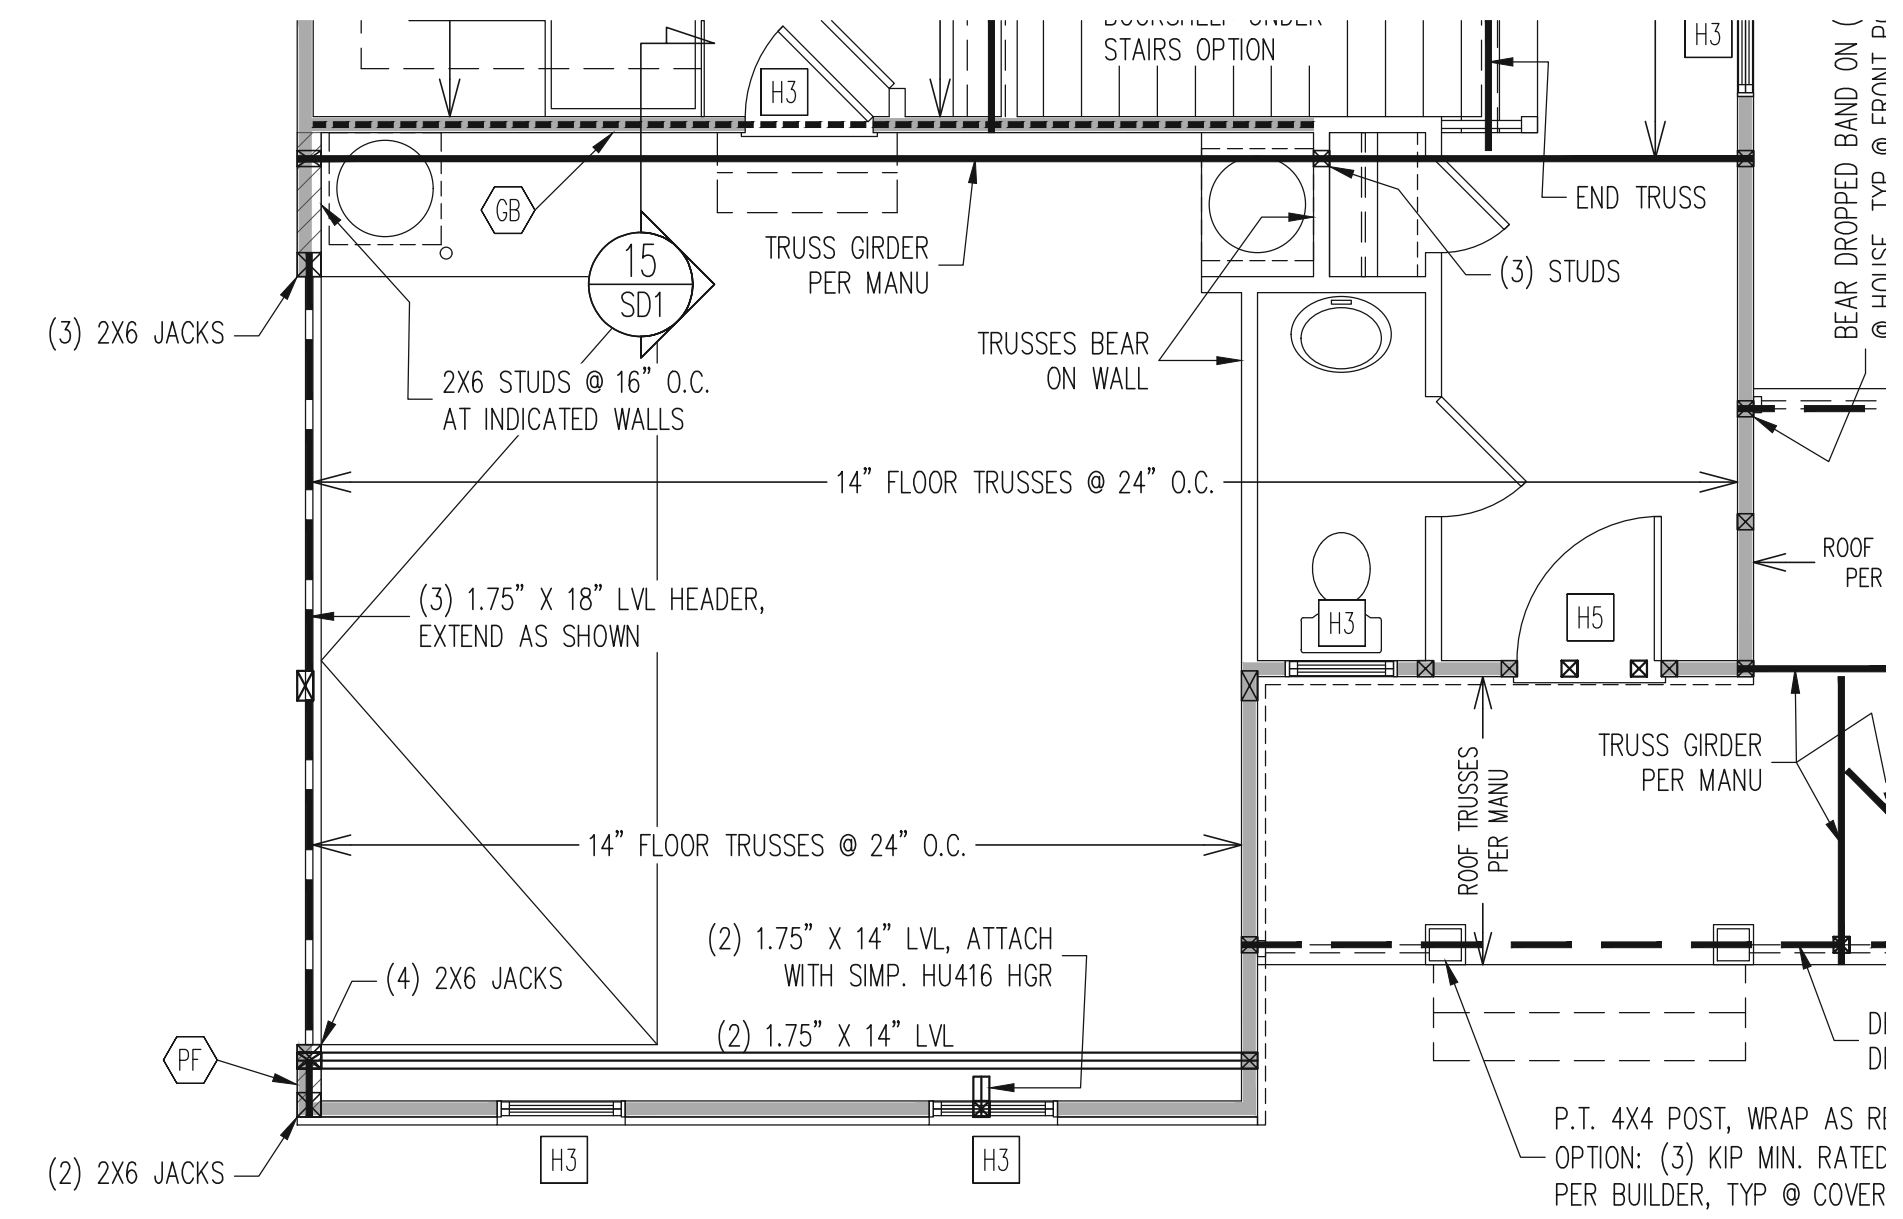 BOOKSHELF UNDER
STAIRS OPTION
H3
H3
BEAR DROPPED BAND ON (
@ HOUSE, TYP @ FRONT
GB
TRUSS GIRDER
PER MANU
END TRUSS
15
SD1
(3) STUDS
(3) 2X6 JACKS
TRUSSES BEAR
ON WALL
2X6 STUDS @ 16" O.C.
AT INDICATED WALLS
14" FLOOR TRUSSES @ 24" O.C.
ROOF
PER
(3) 1.75" X 18" LVL HEADER,
EXTEND AS SHOWN
H3
H5
TRUSS GIRDER
PER MANU
ROOF TRUSSES
PER MANU
14" FLOOR TRUSSES @ 24" O.C.
(2) 1.75" X 14" LVL, ATTACH
WITH SIMP. HU416 HGR
(4) 2X6 JACKS
(2) 1.75" X 14" LVL
PF
P.T. 4X4 POST, WRAP AS
OPTION: (3) KIP MIN. RATED
PER BUILDER, TYP @ COVER
H3
H3
(2) 2X6 JACKS